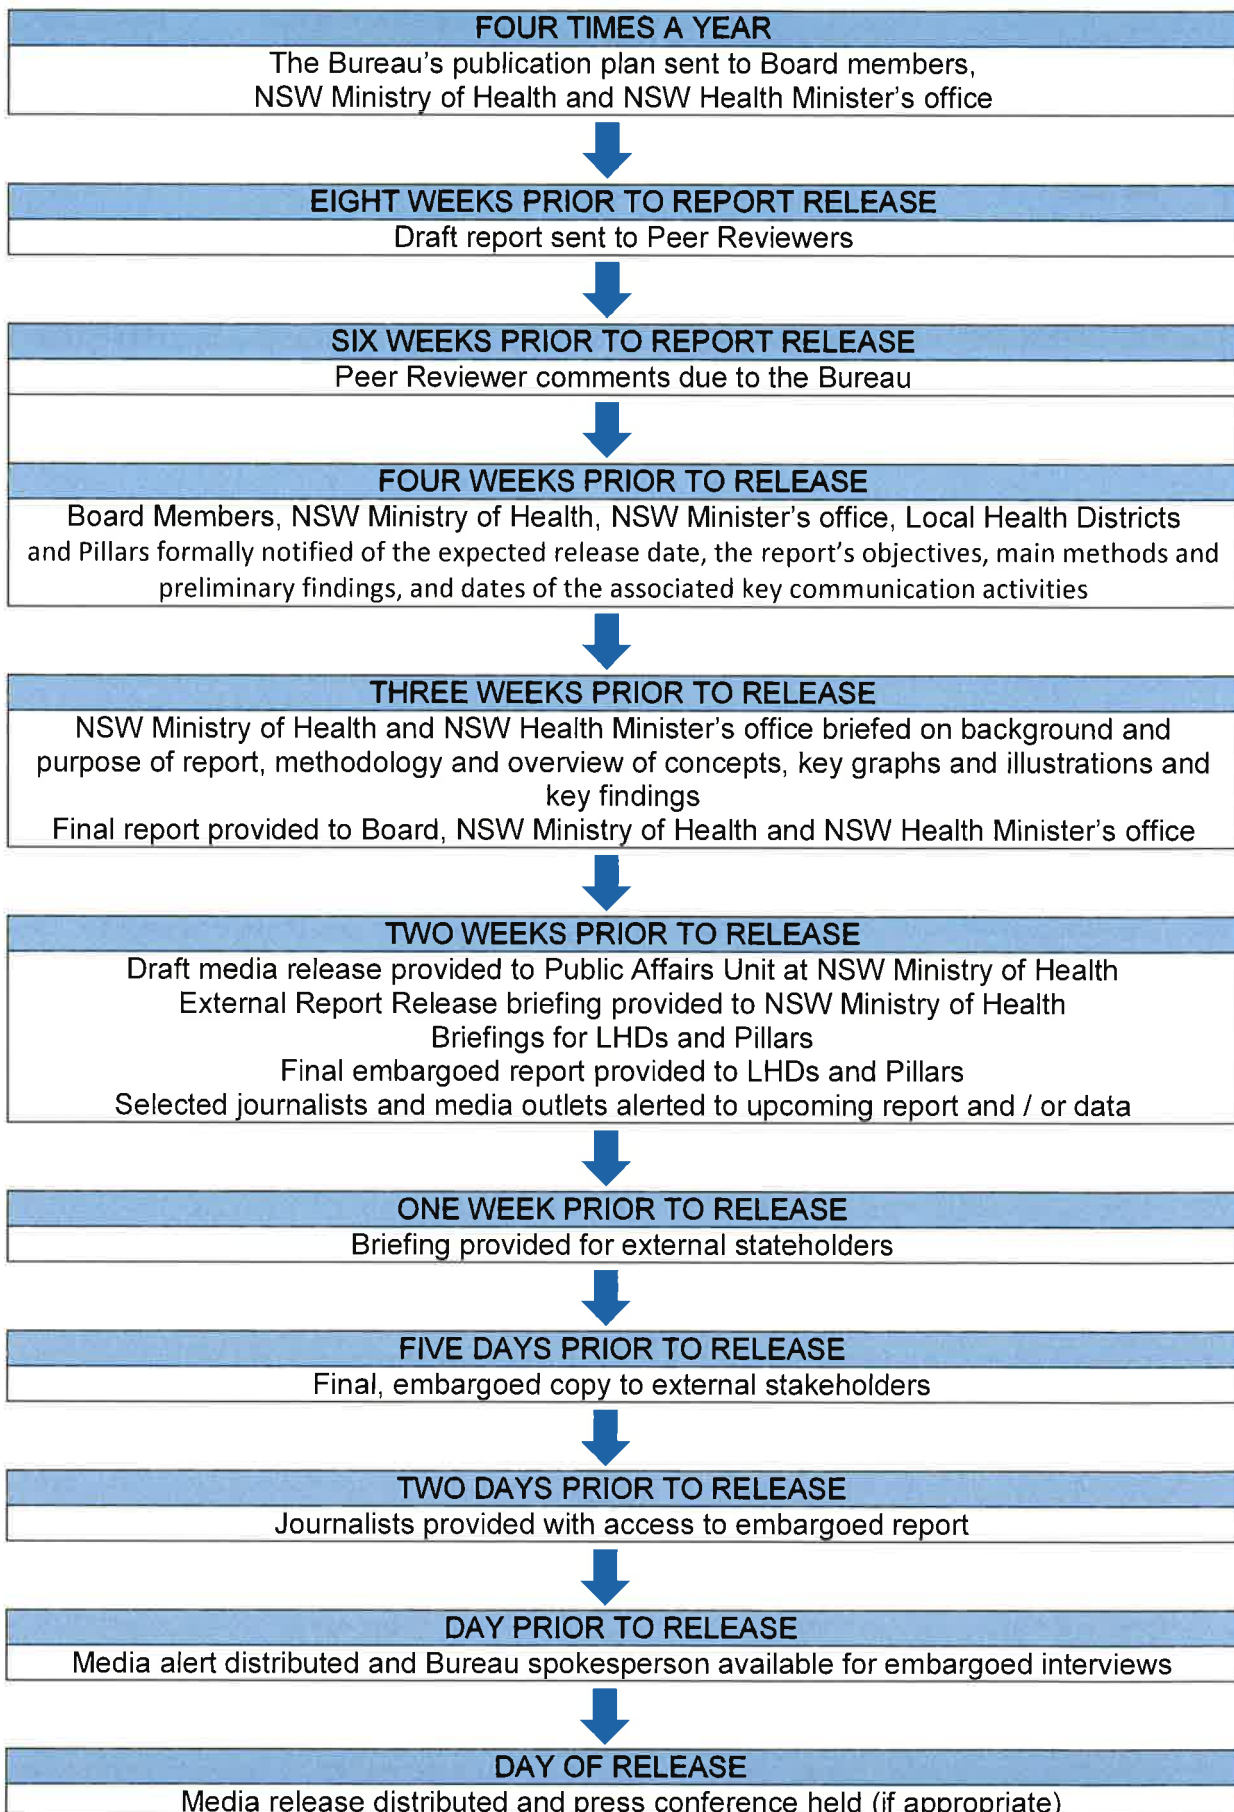 FOUR TIMES A YEAR
The Bureau's publication plan sent to Board members,
NSW Ministry of Health and NSW Health Minister's office
EIGHT WEEKS PRIOR TO REPORT RELEASE
Draft report sent to Peer Reviewers
SIX WEEKS PRIOR TO REPORT RELEASE
Peer Reviewer comments due to the Bureau
FOUR WEEKS PRIOR TO RELEASE
Board Members, NSW Ministry of Health, NSW Minister's office, Local Health Districts
and Pillars formally notified of the expected release date, the report's objectives, main methods and
preliminary findings, and dates of the associated key communication activities
THREE WEEKS PRIOR TO RELEASE
NSW Ministry of Health and NSW Health Minister's office briefed on background and
purpose of report, methodology and overview of concepts, key graphs and illustrations and
key findings
Final report provided to Board, NSW Ministry of Health and NSW Health Minister's office
TWO WEEKS PRIOR TO RELEASE
Draft media release provided to Public Affairs Unit at NSW Ministry of Health
External Report Release briefing provided to NSW Ministry of Health
Briefings for LHDs and Pillars
Final embargoed report provided to LHDs and Pillars
Selected journalists and media outlets alerted to upcoming report and / or data
ONE WEEK PRIOR TO RELEASE
Briefing provided for external stateholders
FIVE DAYS PRIOR TO RELEASE
Final, embargoed copy to external stakeholders
TWO DAYS PRIOR TO RELEASE
Journalists provided with access to embargoed report
DAY PRIOR TO RELEASE
Media alert distributed and Bureau spokesperson available for embargoed interviews
DAY OF RELEASE
Media release distributed and press conference held (if appropriate)